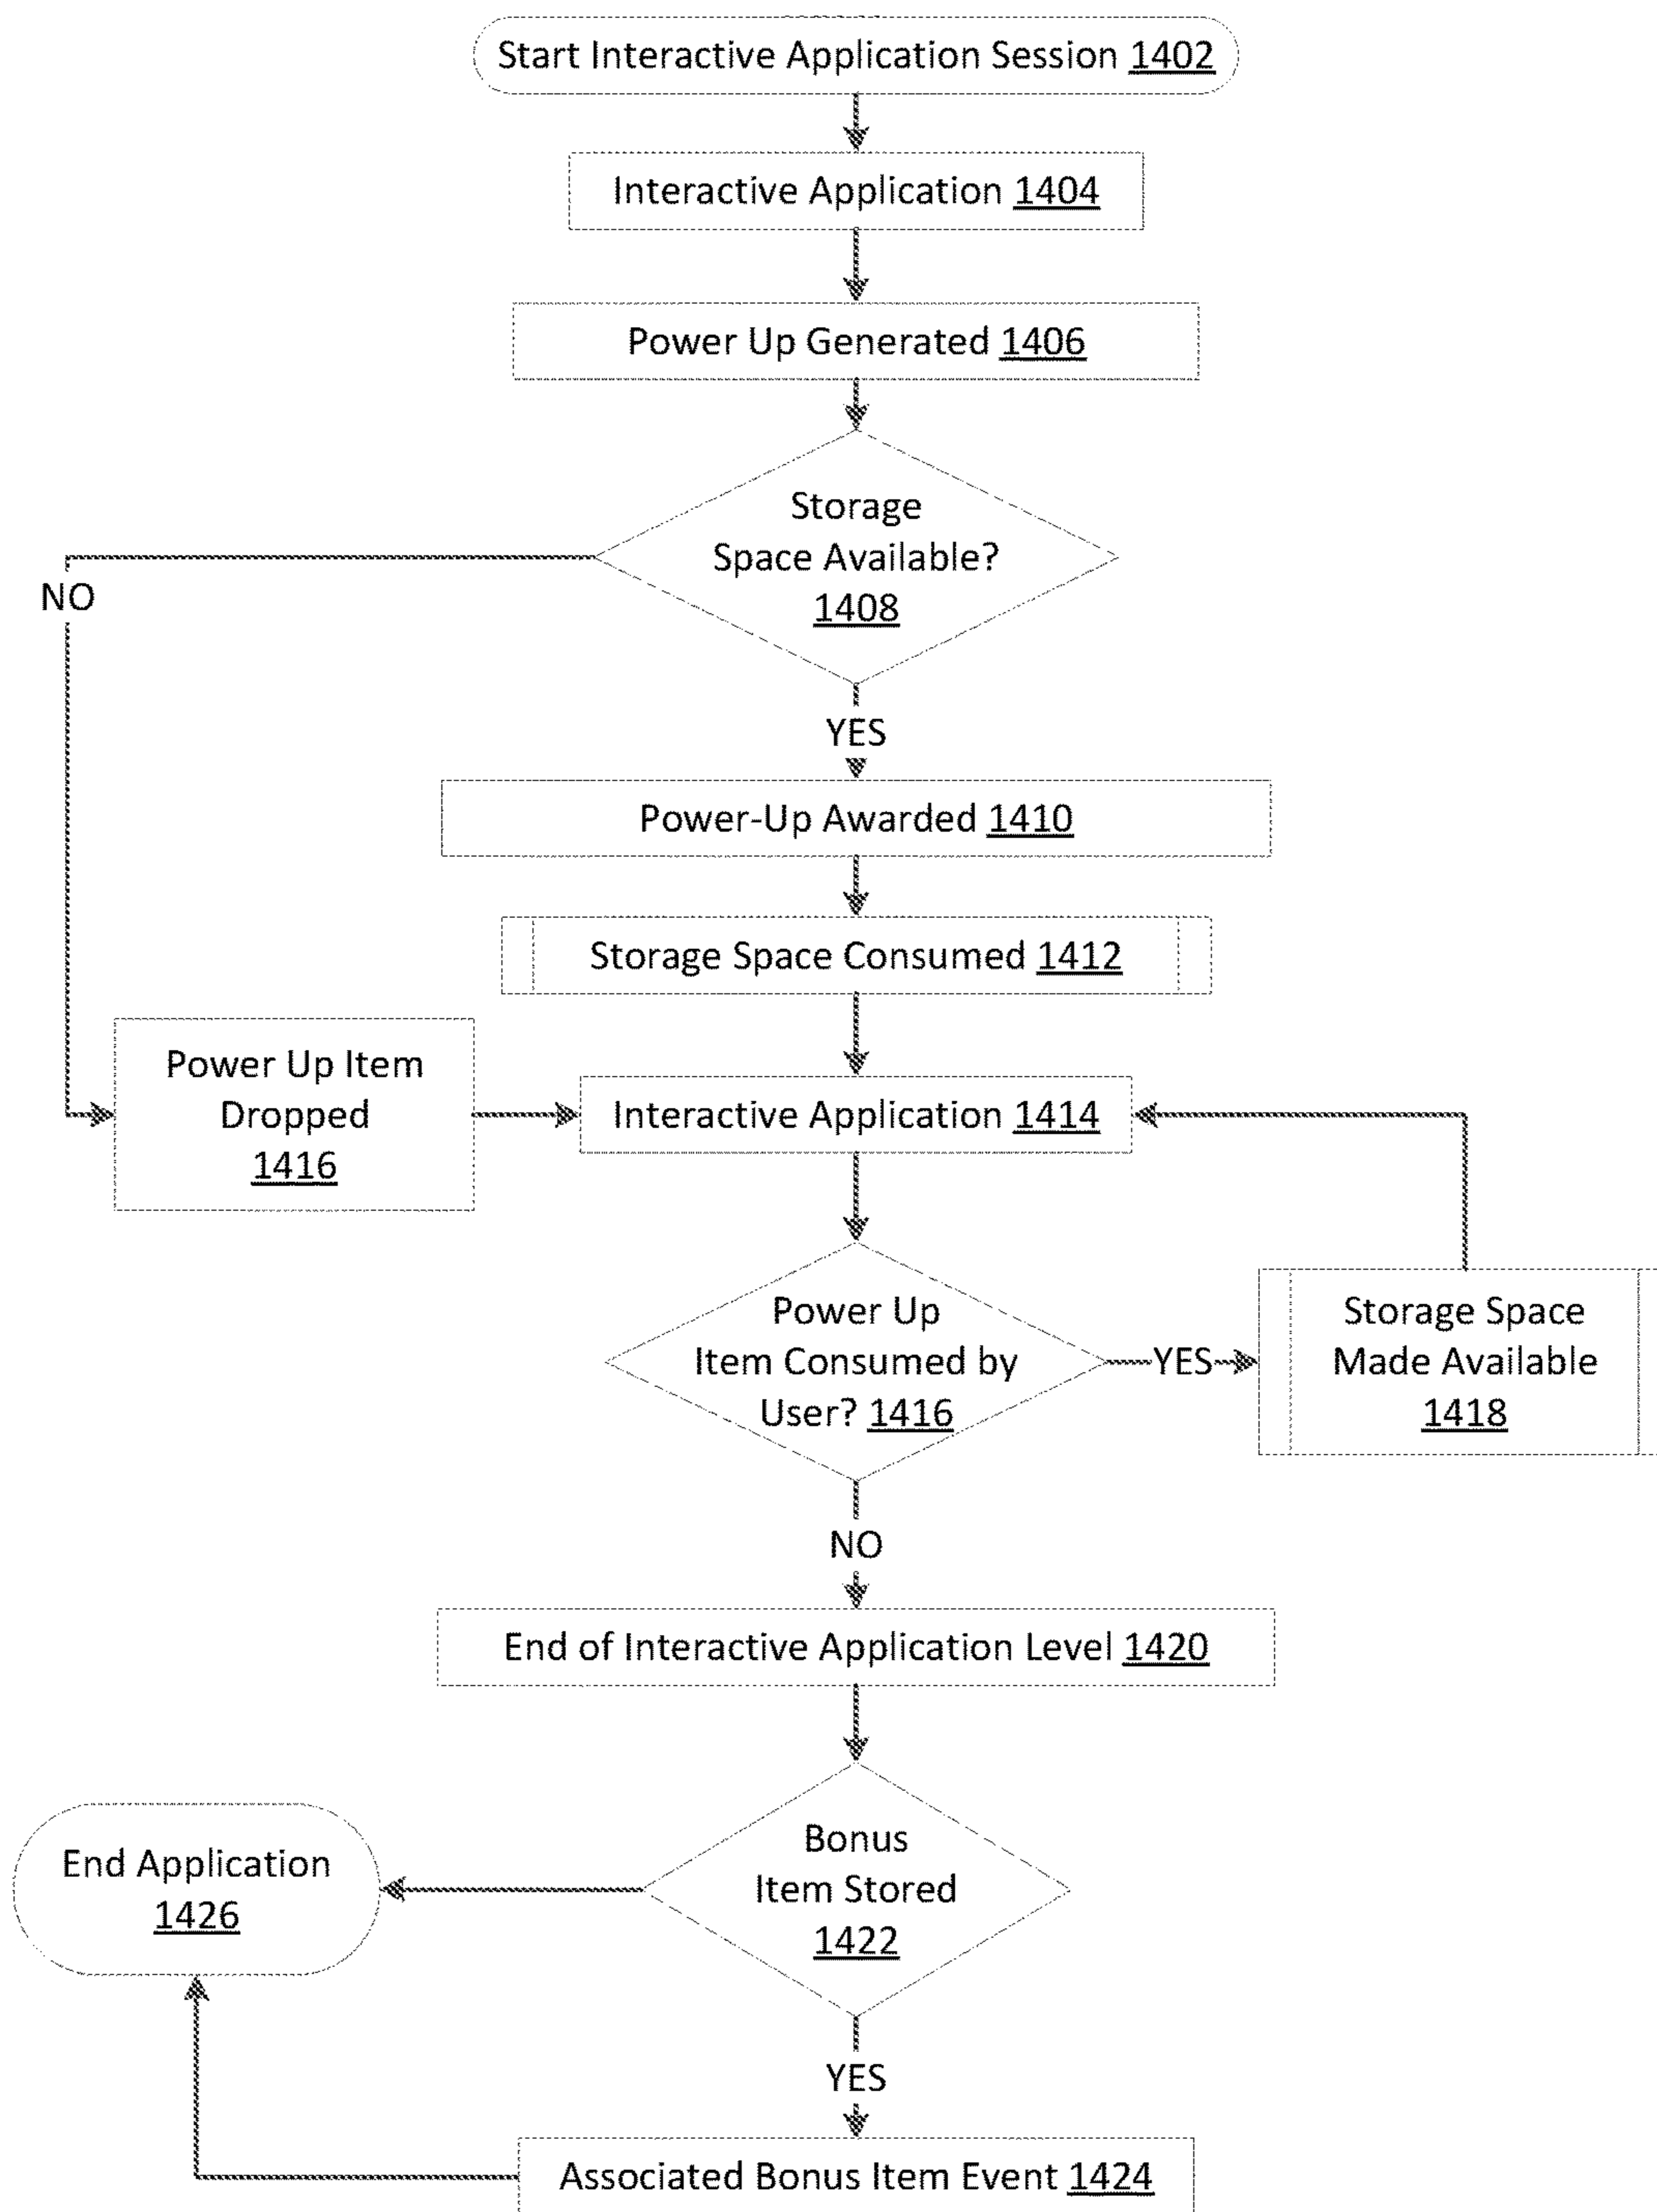 Start Interactive Application Session 1402
Interactive Application 1404
Power Up Generated 1406
Storage
Space Available?
1408
NO
YES
Power-Up Awarded 1410
Storage Space Consumed 1412
Power Up Item
Dropped
1416
Interactive Application 1414
Power Up
Item Consumed by
User? 1416
YES
Storage Space
Made Available
1418
NO
End of Interactive Application Level 1420
Bonus
Item Stored
1422
End Application
1426
YES
Associated Bonus Item Event 1424